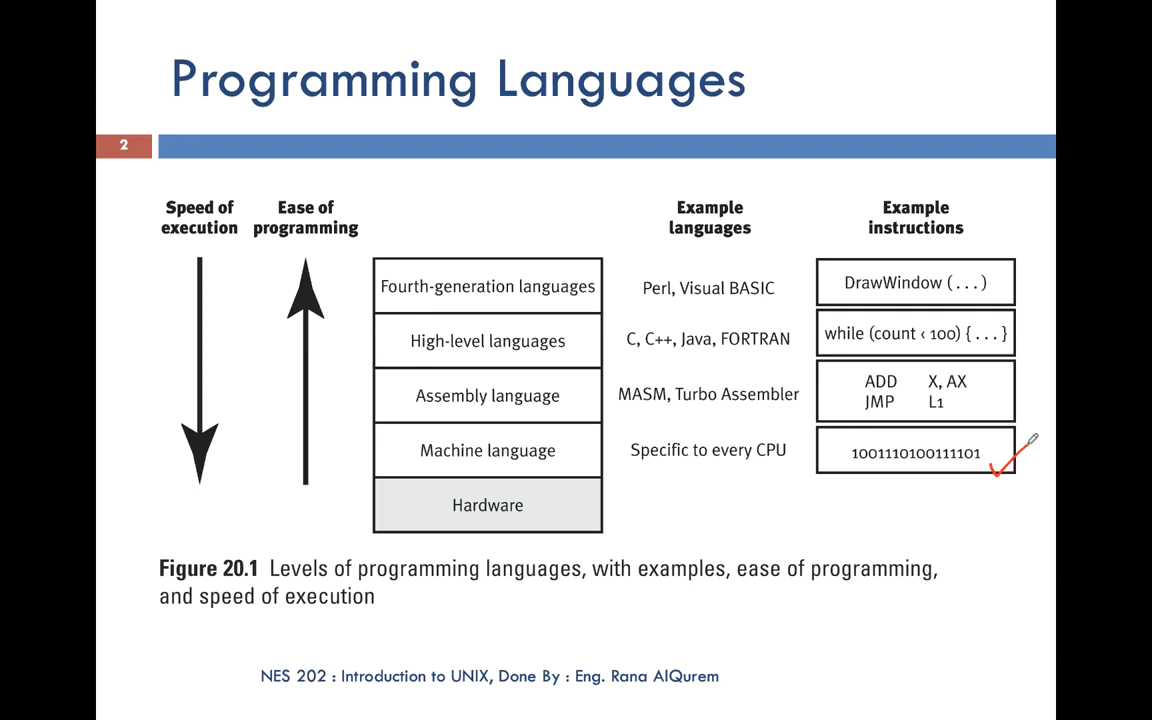 Programming Languages
2
Speed of
execution
Ease of
programming
Example
languages
Example
instructions
Fourth-generation languages
Perl, Visual BASIC
DrawWindow (...)
High-level languages
C, C++, Java, FORTRAN
while (count < 100) {...}
Assembly language
MASM, Turbo Assembler
ADD X, AX
JMP L1
Machine language
Specific to every CPU
1001110100111101
Hardware
Figure 20.1 Levels of programming languages, with examples, ease of programming,
and speed of execution
NES 202 : Introduction to UNIX, Done By : Eng. Rana AlQurem